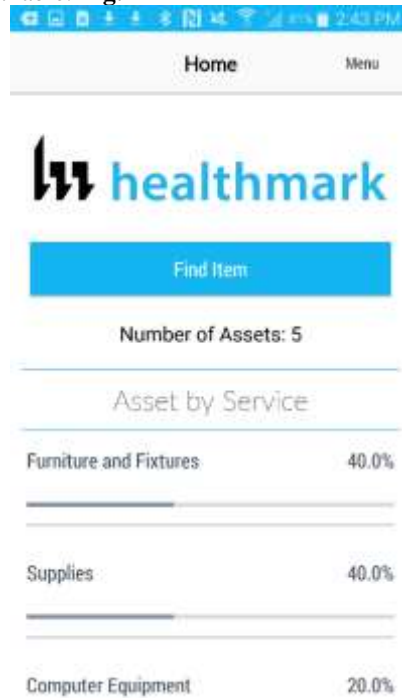 2:43 PM
Home Menu
healthmark
Find Item
Number of Assets: 5
Asset by Service
Furniture and Fixtures 40.0%
Supplies 40.0%
Computer Equipment 20.0%